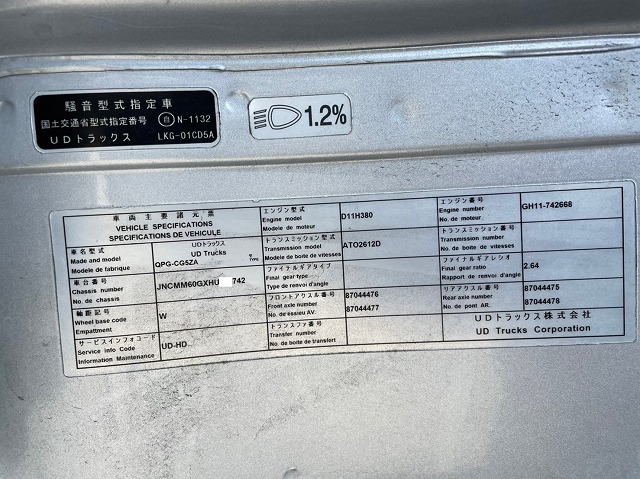 騒音型式指定車
国土交通省型式指定番号 自 N-1132
UDトラックス LKG-01CD5A
1.2%
車両主要諸元票
VEHICLE SPECIFICATIONS
SPECIFICATIONS DE VEHICULE
車名型式
Made and model
Modele de fabrique
UDトラックス
UD Trucks
QPG-CG5ZA
車台番号
Chassis number
No. de chassis
JNCMM60GXHU 742
軸距記号
Wheel base code
Empattment
W
サービスインフォコード
Service info Code
Information Maintenance
UD-HD
エンジン型式
Engine model
Modele de moteur
D11H380
トランスミッション型式
Transmission model
Modele de boite de vitesses
ATO2612D
ファイナルギアタイプ
Final gear type
Type de renvoi d'angle
フロントアクスル番号
Front axle number
No. de essieu AV.
87044476
87044477
トランスファ番号
Transfer number
No. de boite de transfert
エンジン番号
Engine number
No. de moteur
GH11-742668
トランスミッション番号
Transmission number
No. de boite de vitesses
ファイナルギアレシオ
Final gear ratio
Rapport de renvoi d'angle
2.64
リアアクスル番号
Rear axle number
No. de pont AR.
87044475
87044478
UDトラックス株式会社
UD Trucks Corporation